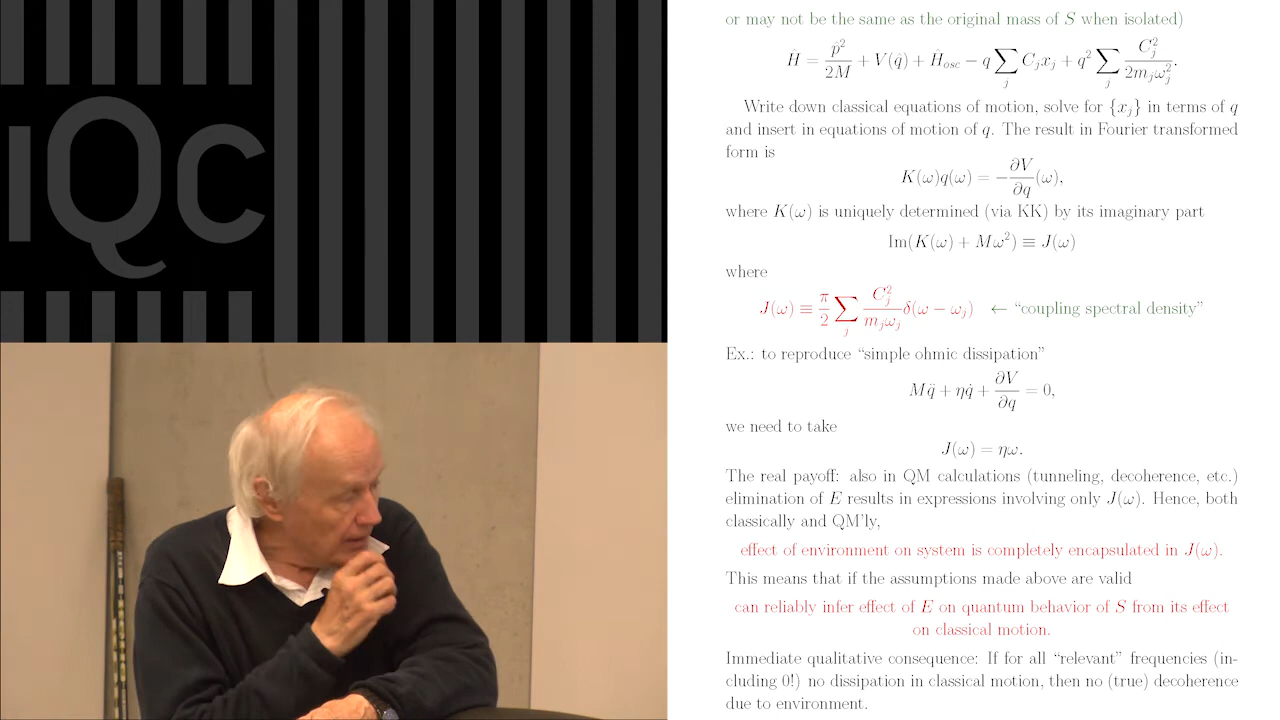 iQc
or may not be the same as the original mass of S when isolated)
Ĥ = p̂²/2M + V(q̂) + Ĥ_osc − q ∑_j C_j x_j + q² ∑_j C_j²/2m_jω_j².
Write down classical equations of motion, solve for {x_j} in terms of q
and insert in equations of motion of q. The result in Fourier transformed
form is
K(ω)q(ω) = −∂V/∂q(ω),
where K(ω) is uniquely determined (via KK) by its imaginary part
Im(K(ω) + Mω²) ≡ J(ω)
where
J(ω) ≡ π/2 ∑_j C_j²/m_jω_j δ(ω − ω_j) ← “coupling spectral density”
Ex.: to reproduce “simple ohmic dissipation”
Mq̈ + ηq̇ + ∂V/∂q = 0,
we need to take
J(ω) = ηω.
The real payoff: also in QM calculations (tunneling, decoherence, etc.)
elimination of E results in expressions involving only J(ω). Hence, both
classically and QM’ly,
effect of environment on system is completely encapsulated in J(ω).
This means that if the assumptions made above are valid
can reliably infer effect of E on quantum behavior of S from its effect
on classical motion.
Immediate qualitative consequence: If for all “relevant” frequencies (in-
cluding 0!) no dissipation in classical motion, then no (true) decoherence
due to environment.